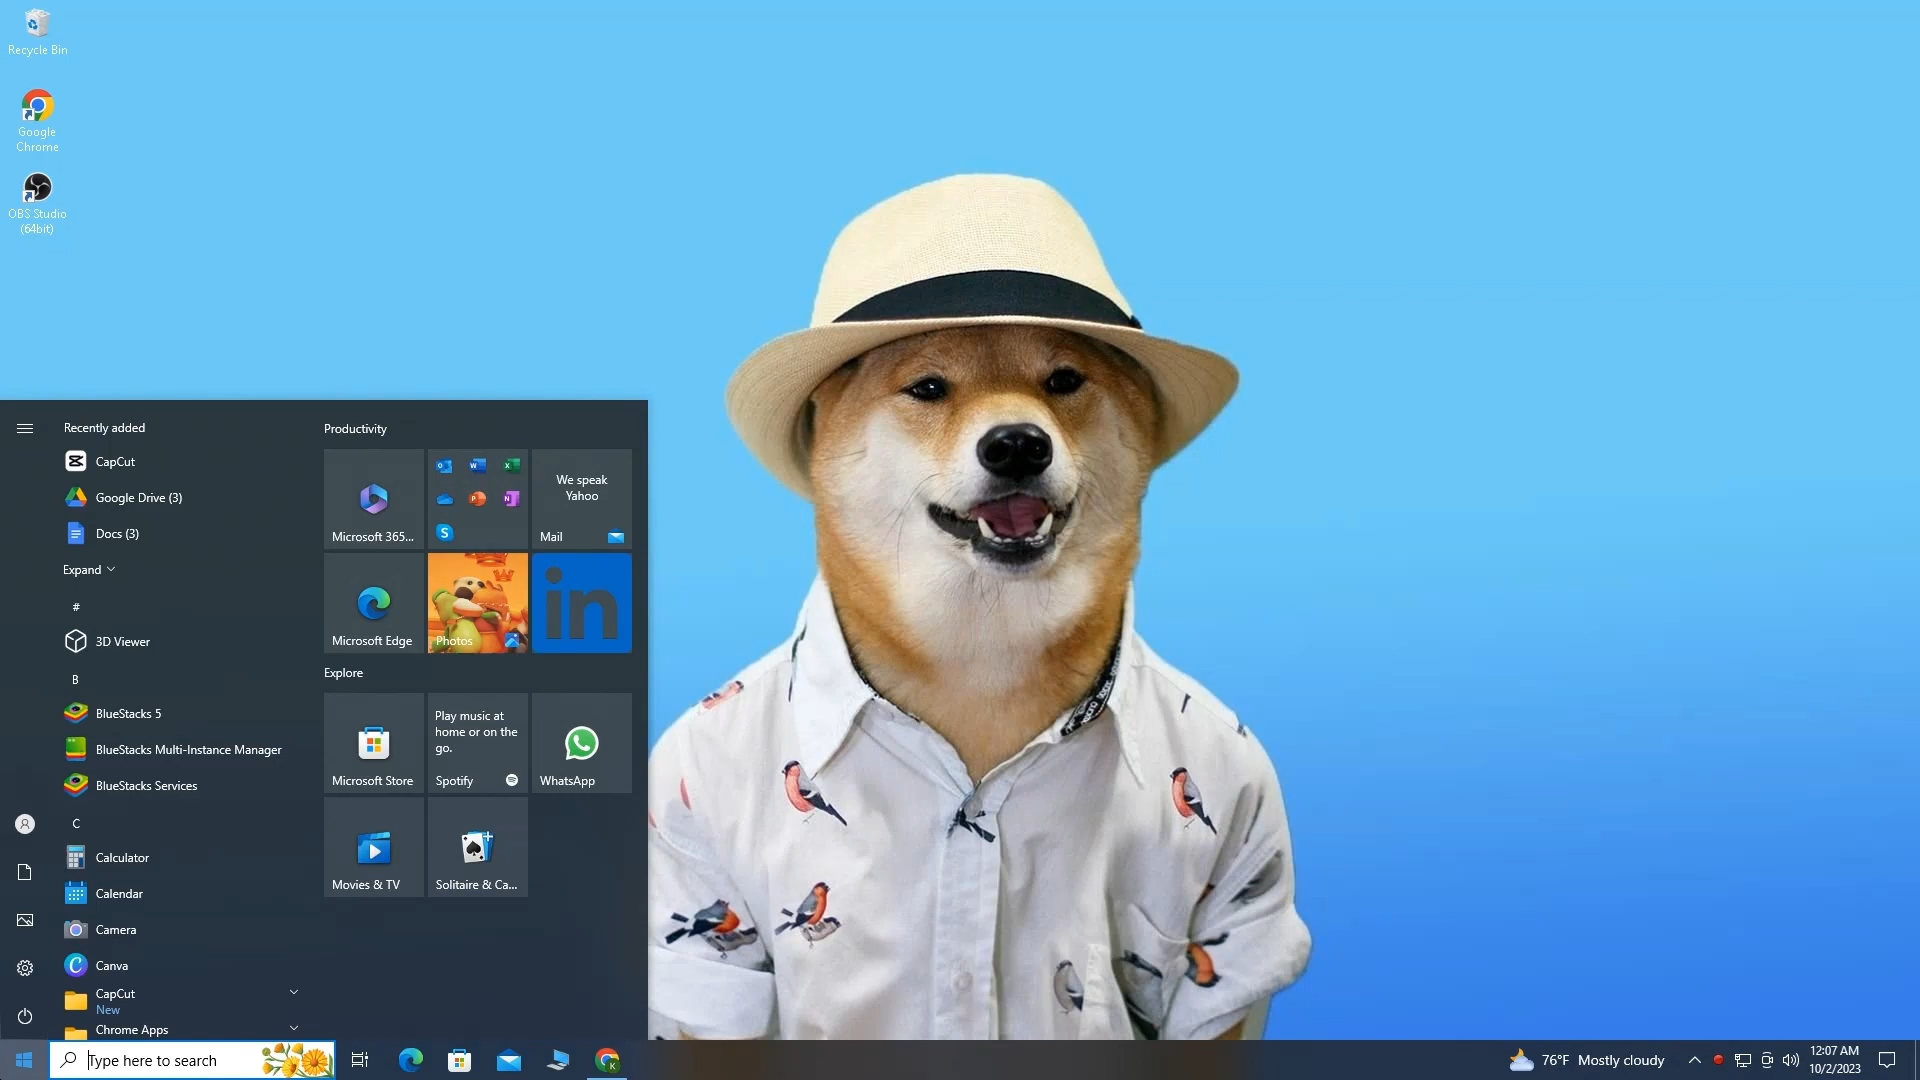 Recycle Bin
Google
Chrome
OBS Studio
(64bit)
Recently added
CapCut
Google Drive (3)
Docs (3)
Expand
#
3D Viewer
B
BlueStacks 5
BlueStacks Multi-Instance Manager
BlueStacks Services
C
Calculator
Calendar
Camera
Canva
CapCut
New
Chrome Apps
Productivity
Microsoft 365...
We speak
Yahoo
Mail
Microsoft Edge
Photos
in
Explore
Microsoft Store
Play music at
home or on the
go.
Spotify
WhatsApp
Movies & TV
Solitaire & Ca...
Type here to search
76°F Mostly cloudy
12:07 AM
10/2/2023